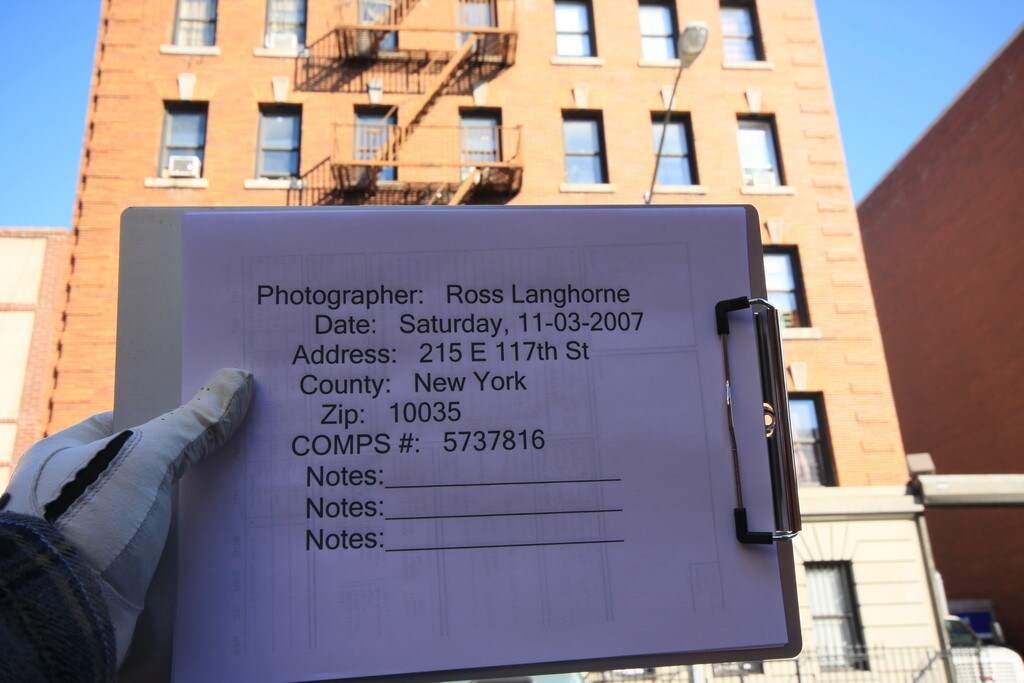 Photographer: Ross Langhorne
Date: Saturday, 11-03-2007
Address: 215 E 117th St
County: New York
Zip: 10035
COMPS #: 5737816
Notes:
Notes:
Notes: